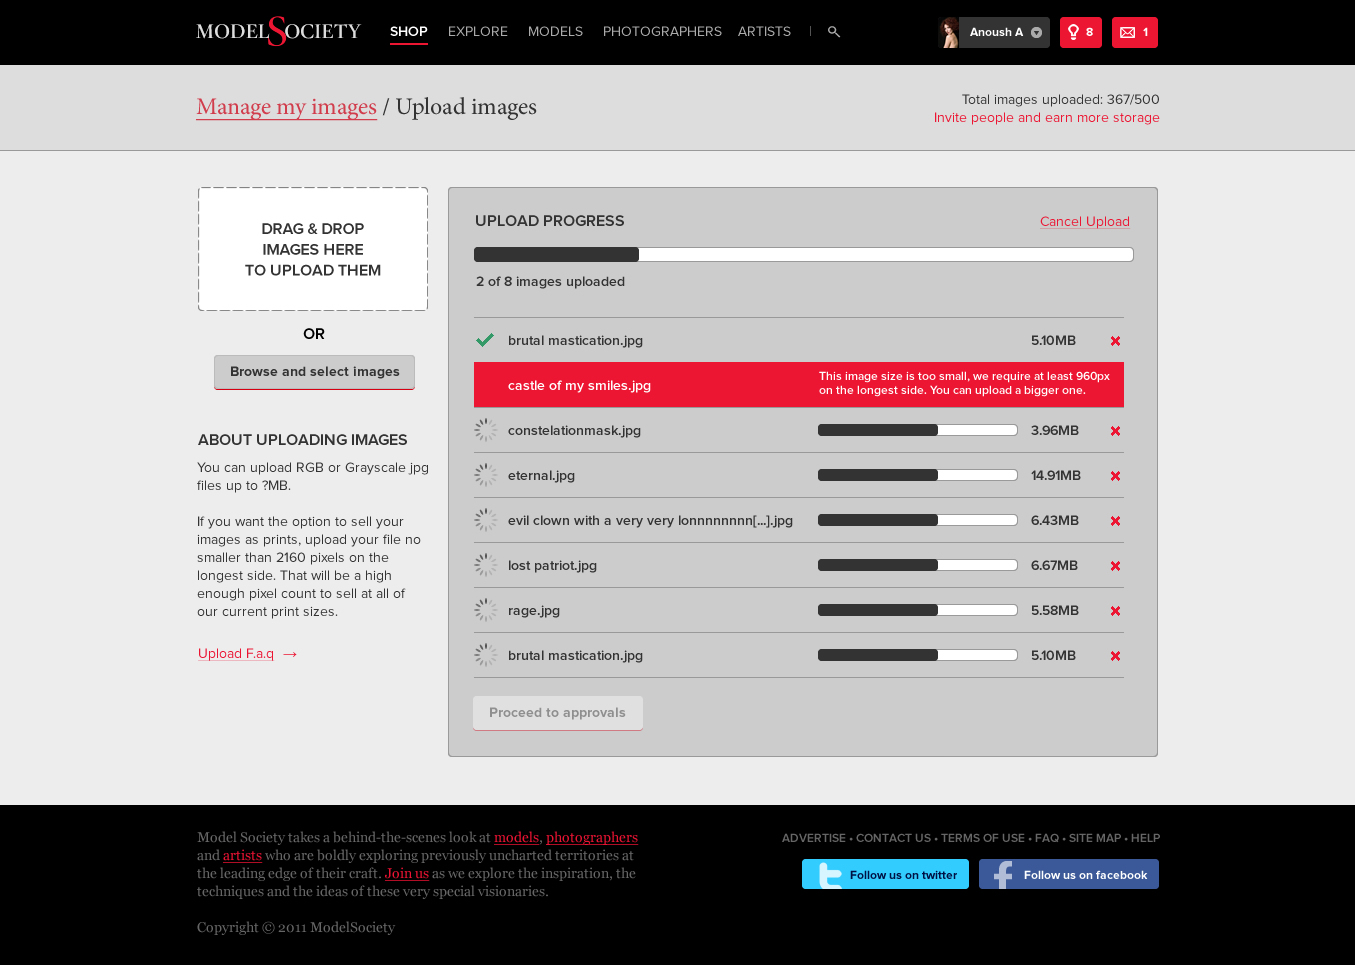 MODEL SOCIETY
SHOP
EXPLORE
MODELS
PHOTOGRAPHERS
ARTISTS
Anoush A
8
1
Manage my images / Upload images
Total images uploaded: 367/500
Invite people and earn more storage
DRAG & DROP
IMAGES HERE
TO UPLOAD THEM
OR
Browse and select images
ABOUT UPLOADING IMAGES
You can upload RGB or Grayscale jpg
files up to ?MB.
If you want the option to sell your
images as prints, upload your file no
smaller than 2160 pixels on the
longest side. That will be a high
enough pixel count to sell at all of
our current print sizes.
Upload F.a.q →
UPLOAD PROGRESS
Cancel Upload
2 of 8 images uploaded
brutal mastication.jpg 5.10MB
castle of my smiles.jpg
This image size is too small, we require at least 960px
on the longest side. You can upload a bigger one.
constelationmask.jpg 3.96MB
eternal.jpg 14.91MB
evil clown with a very very lonnnnnnnn[...].jpg 6.43MB
lost patriot.jpg 6.67MB
rage.jpg 5.58MB
brutal mastication.jpg 5.10MB
Proceed to approvals
Model Society takes a behind-the-scenes look at models, photographers
and artists who are boldly exploring previously uncharted territories at
the leading edge of their craft. Join us as we explore the inspiration, the
techniques and the ideas of these very special visionaries.
Copyright © 2011 ModelSociety
ADVERTISE • CONTACT US • TERMS OF USE • FAQ • SITE MAP • HELP
Follow us on twitter
Follow us on facebook